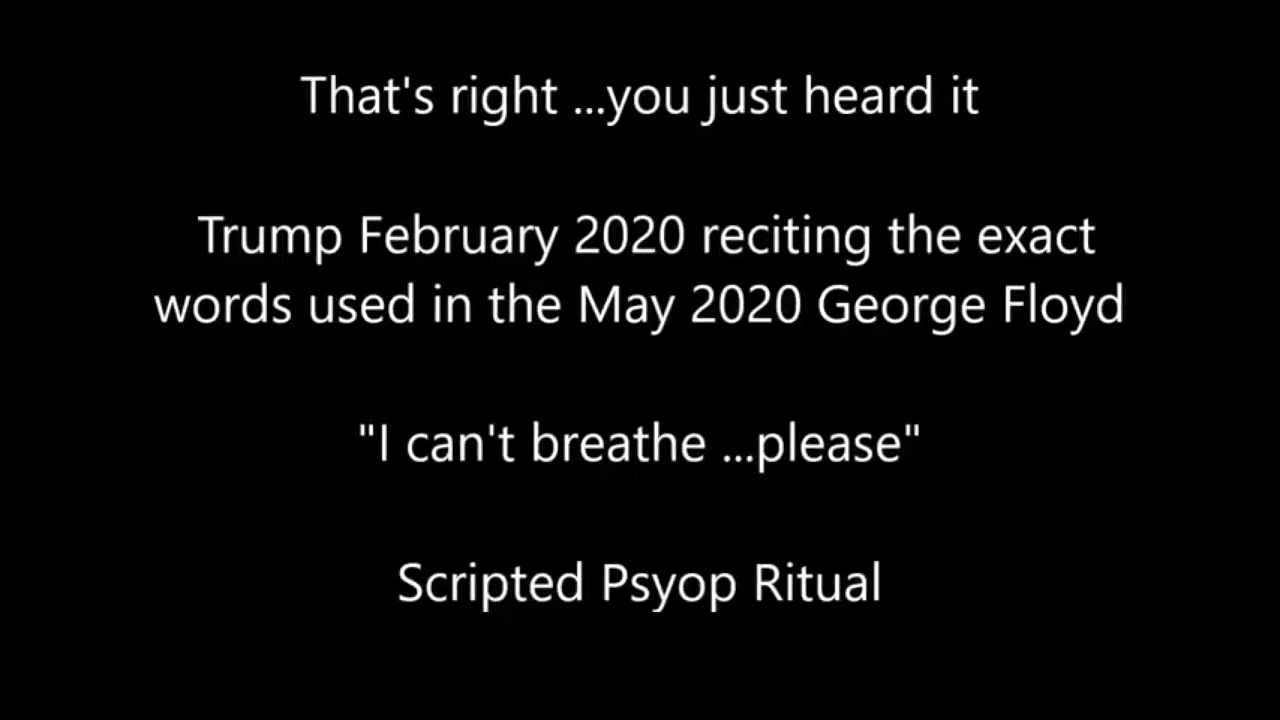 That's right ...you just heard it
Trump February 2020 reciting the exact
words used in the May 2020 George Floyd
"I can't breathe ...please"
Scripted Psyop Ritual